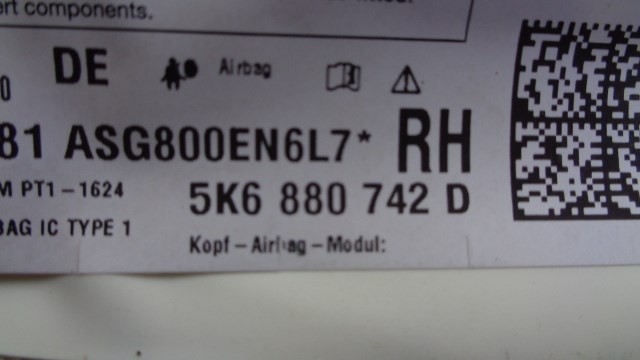 ert components.
0 DE Airbag
81 ASG800EN6L7* RH
M PT1-1624
5K6 880 742 D
BAG IC TYPE 1
Kopf-Airbag-Modul: